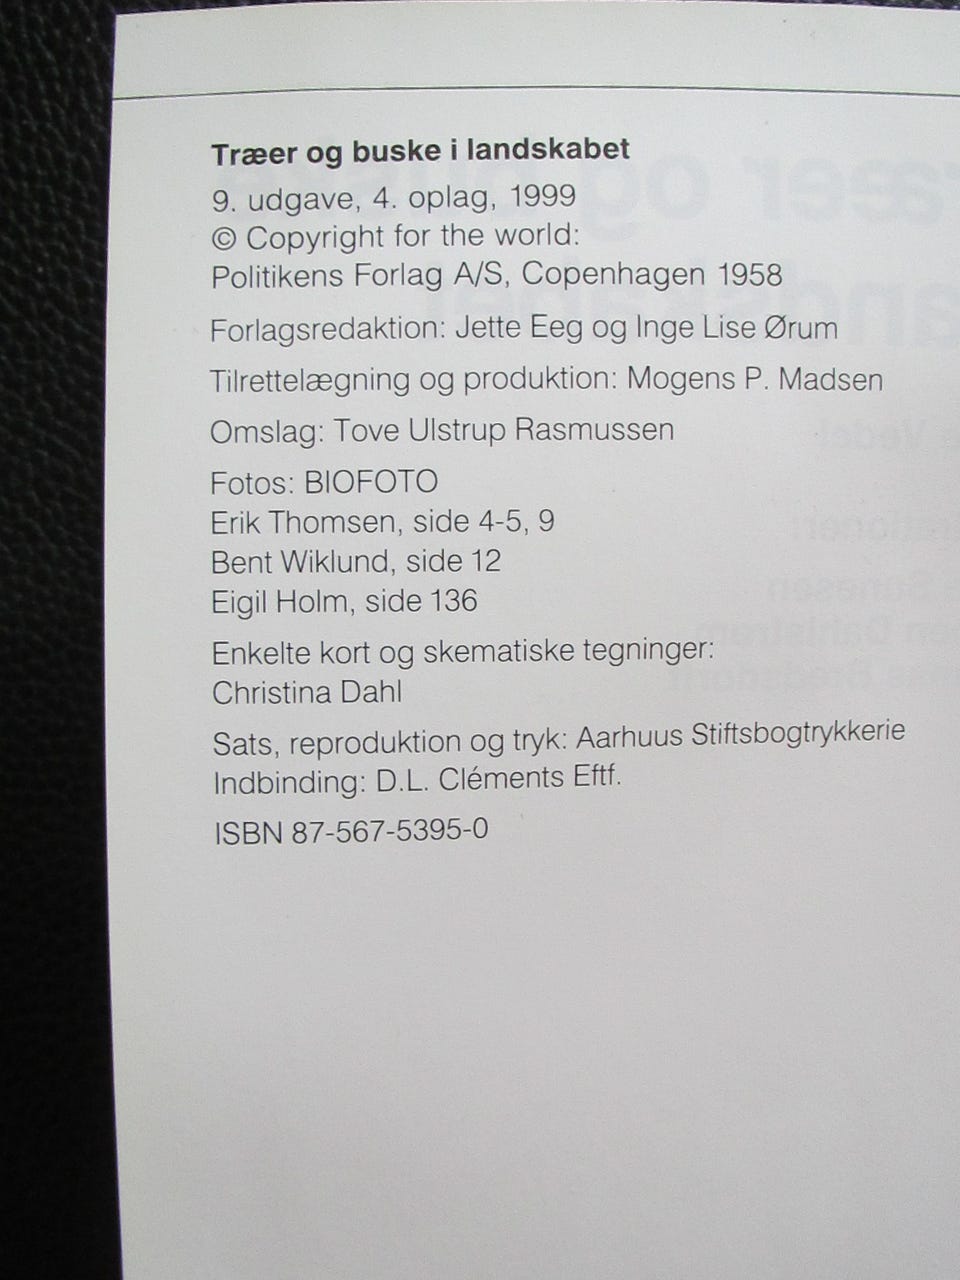 Træer og buske i landskabet
9. udgave, 4. oplag, 1999
© Copyright for the world:
Politikens Forlag A/S, Copenhagen 1958
Forlagsredaktion: Jette Eeg og Inge Lise Ørum
Tilrettelægning og produktion: Mogens P. Madsen
Omslag: Tove Ulstrup Rasmussen
Fotos: BIOFOTO
Erik Thomsen, side 4-5, 9
Bent Wiklund, side 12
Eigil Holm, side 136
Enkelte kort og skematiske tegninger:
Christina Dahl
Sats, reproduktion og tryk: Aarhuus Stiftsbogtrykkerie
Indbinding: D.L. Cléments Eftf.
ISBN 87-567-5395-0